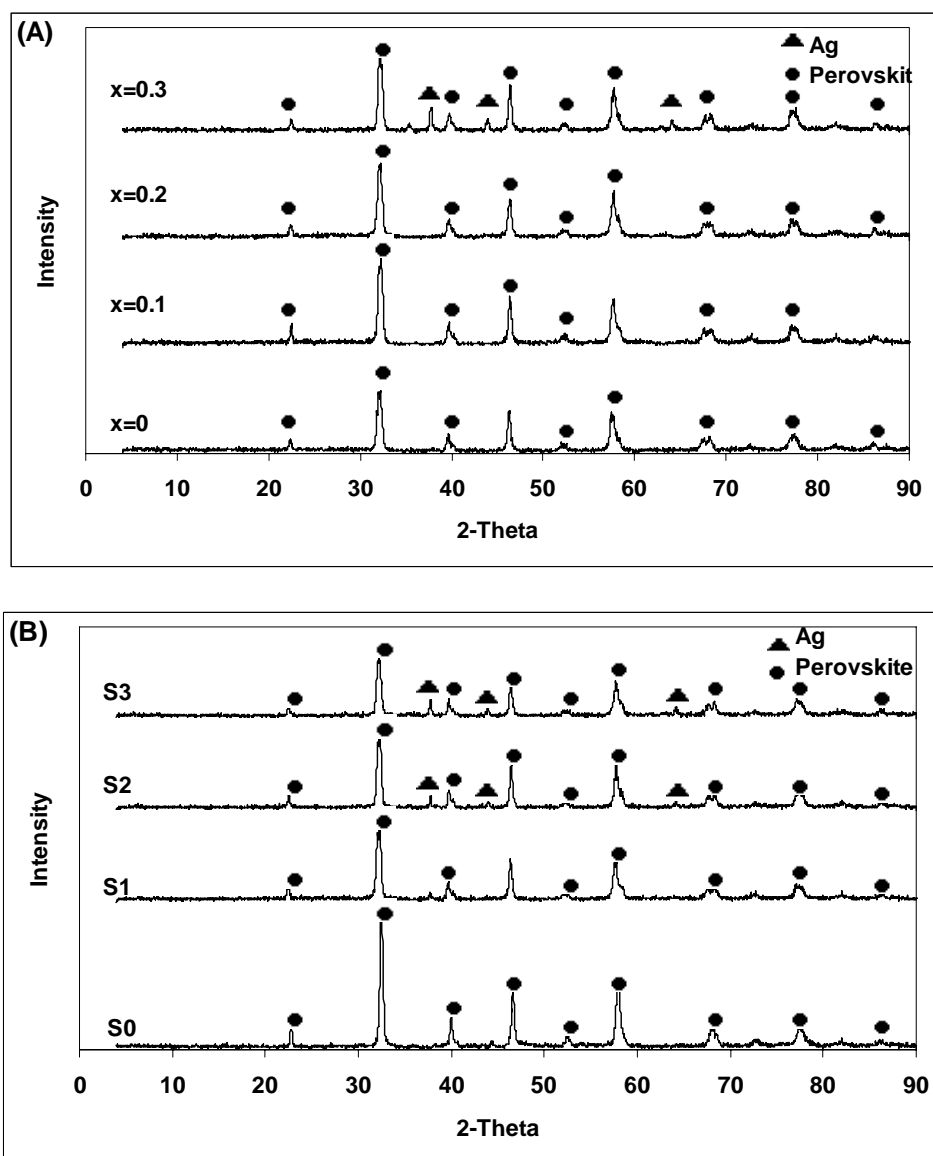 (A)
Ag
Perovskit
x=0.3
x=0.2
x=0.1
x=0
Intensity
0 10 20 30 40 50 60 70 80 90
2-Theta
(B)
Ag
Perovskite
S3
S2
S1
S0
Intensity
0 10 20 30 40 50 60 70 80 90
2-Theta